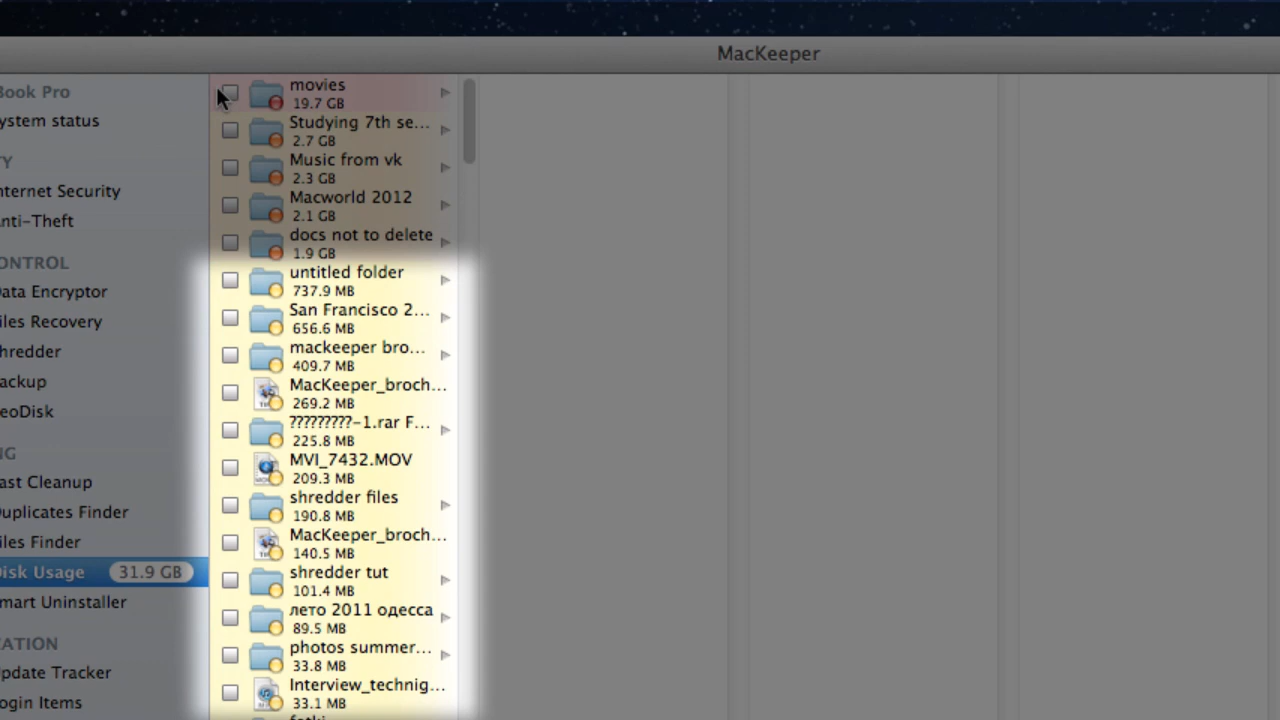 MacKeeper
Book Pro
ystem status
TY
nternet Security
nti-Theft
ONTROL
ata Encryptor
iles Recovery
hredder
ackup
eoDisk
NG
ast Cleanup
uplicates Finder
iles Finder
isk Usage 31.9 GB
mart Uninstaller
ATION
pdate Tracker
ogin Items
movies
19.7 GB
Studying 7th se...
2.7 GB
Music from vk
2.3 GB
Macworld 2012
2.1 GB
docs not to delete
1.9 GB
untitled folder
737.9 MB
San Francisco 2...
656.6 MB
mackeeper bro...
409.7 MB
MacKeeper_broch...
269.2 MB
?????????-1.rar F...
225.8 MB
MVI_7432.MOV
209.3 MB
shredder files
190.8 MB
MacKeeper_broch...
140.5 MB
shredder tut
101.4 MB
лето 2011 одесса
89.5 MB
photos summer...
33.8 MB
Interview_technig...
33.1 MB